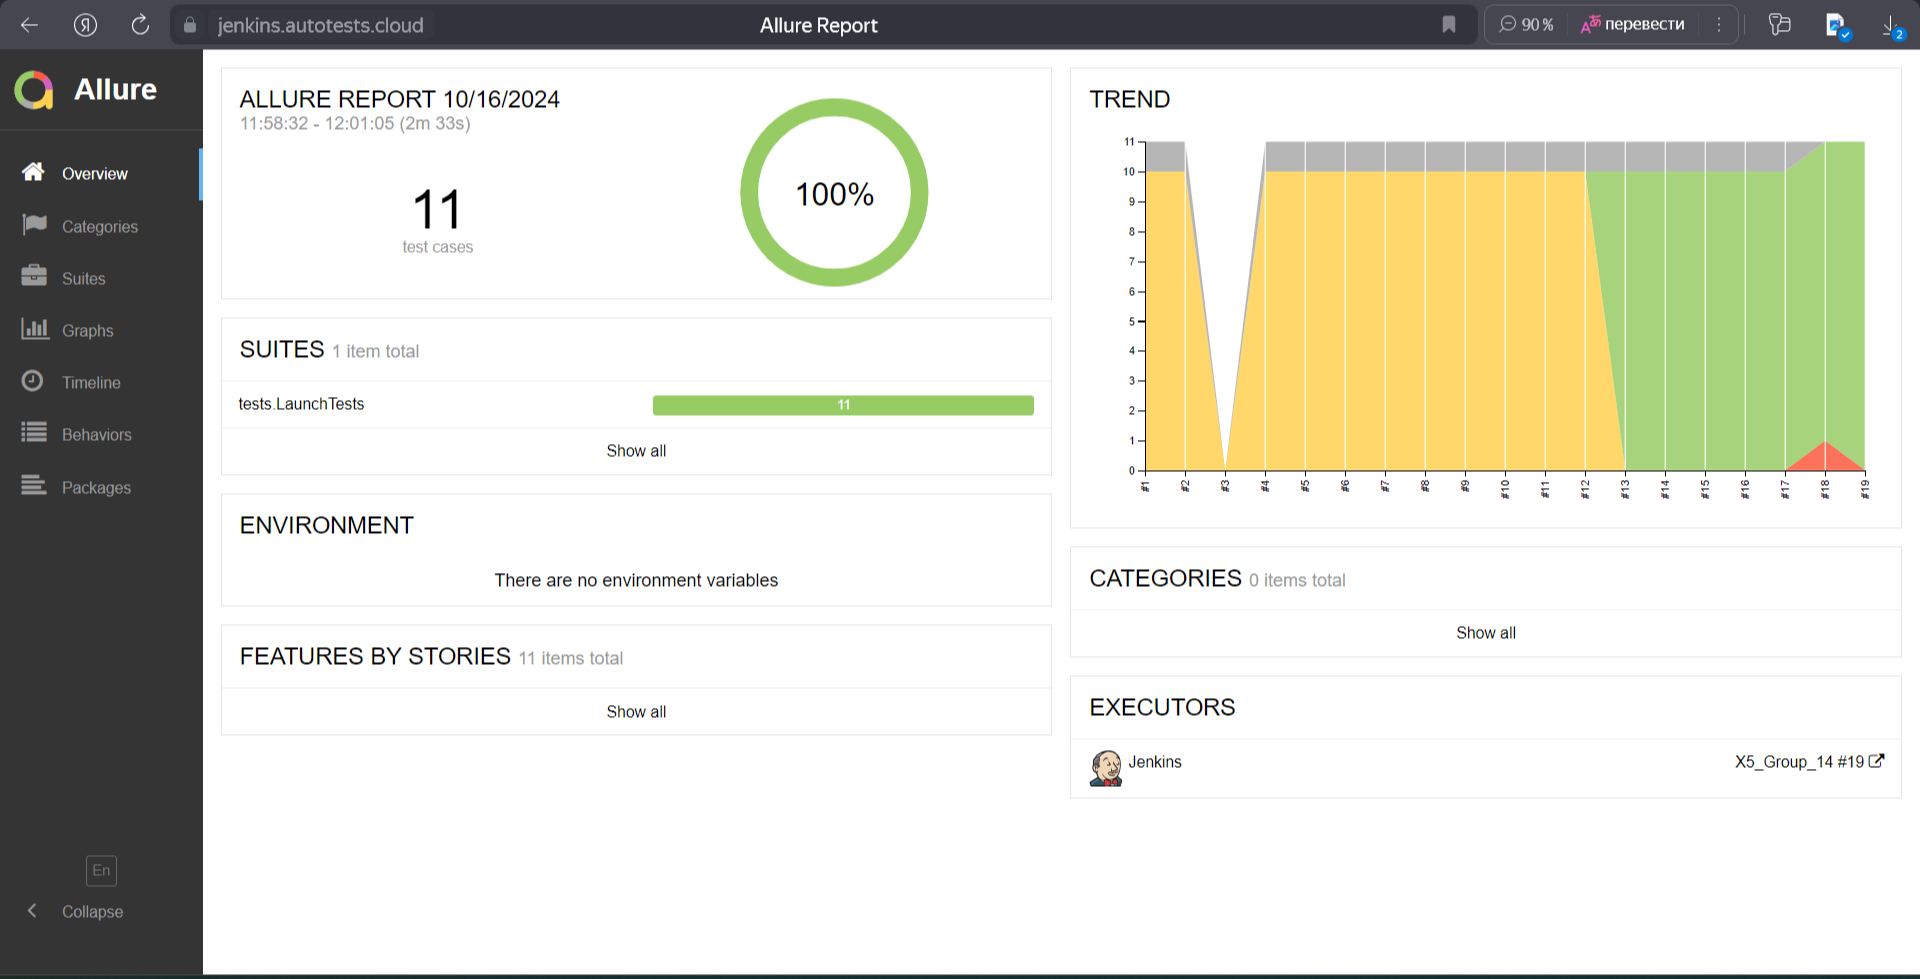 jenkins.autotests.cloud
Allure Report
90 %
перевести
2
Allure
Overview
Categories
Suites
Graphs
Timeline
Behaviors
Packages
En
Collapse
ALLURE REPORT 10/16/2024
11:58:32 - 12:01:05 (2m 33s)
11
test cases
100%
SUITES 1 item total
tests.LaunchTests
11
Show all
ENVIRONMENT
There are no environment variables
FEATURES BY STORIES 11 items total
Show all
TREND
11
10
9
8
7
6
5
4
3
2
1
0
#1
#2
#3
#4
#5
#6
#7
#8
#9
#10
#11
#12
#13
#14
#15
#16
#17
#18
#19
CATEGORIES 0 items total
Show all
EXECUTORS
Jenkins
X5_Group_14 #19